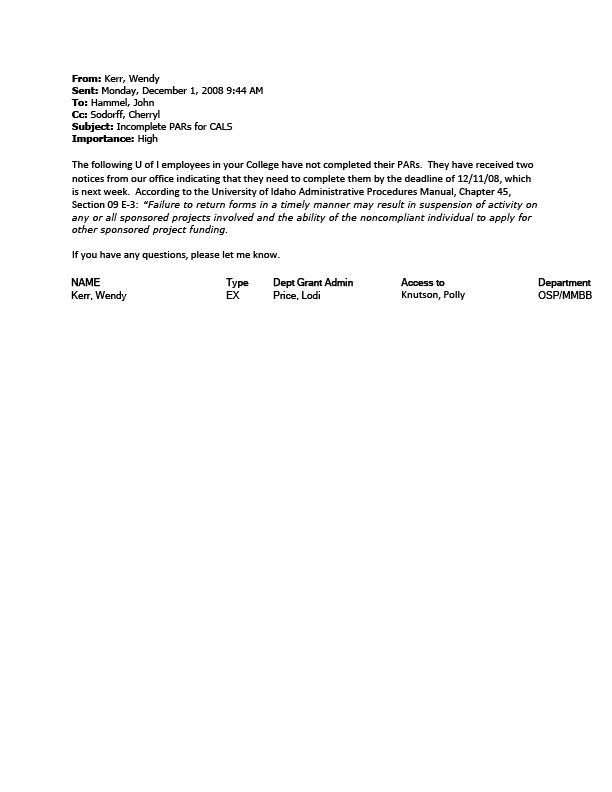 From: Kerr, Wendy
Sent: Monday, December 1, 2008 9:44 AM
To: Hammel, John
Cc: Sodorff, Cherryl
Subject: Incomplete PARs for CALS
Importance: High
The following U of I employees in your College have not completed their PARs.  They have received two
notices from our office indicating that they need to complete them by the deadline of 12/11/08, which
is next week.  According to the University of Idaho Administrative Procedures Manual, Chapter 45,
Section 09 E-3:  “Failure to return forms in a timely manner may result in suspension of activity on
any or all sponsored projects involved and the ability of the noncompliant individual to apply for
other sponsored project funding.
If you have any questions, please let me know.
NAME Type Dept Grant Admin Access to Department
Kerr, Wendy EX Price, Lodi Knutson, Polly OSP/MMBB